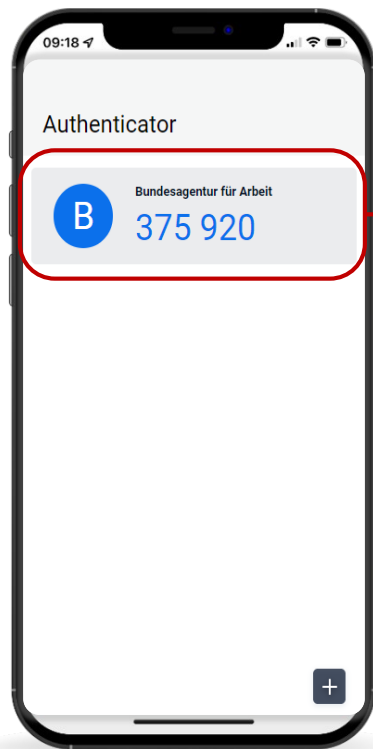 09:18
Authenticator
B
Bundesagentur für Arbeit
375 920
+